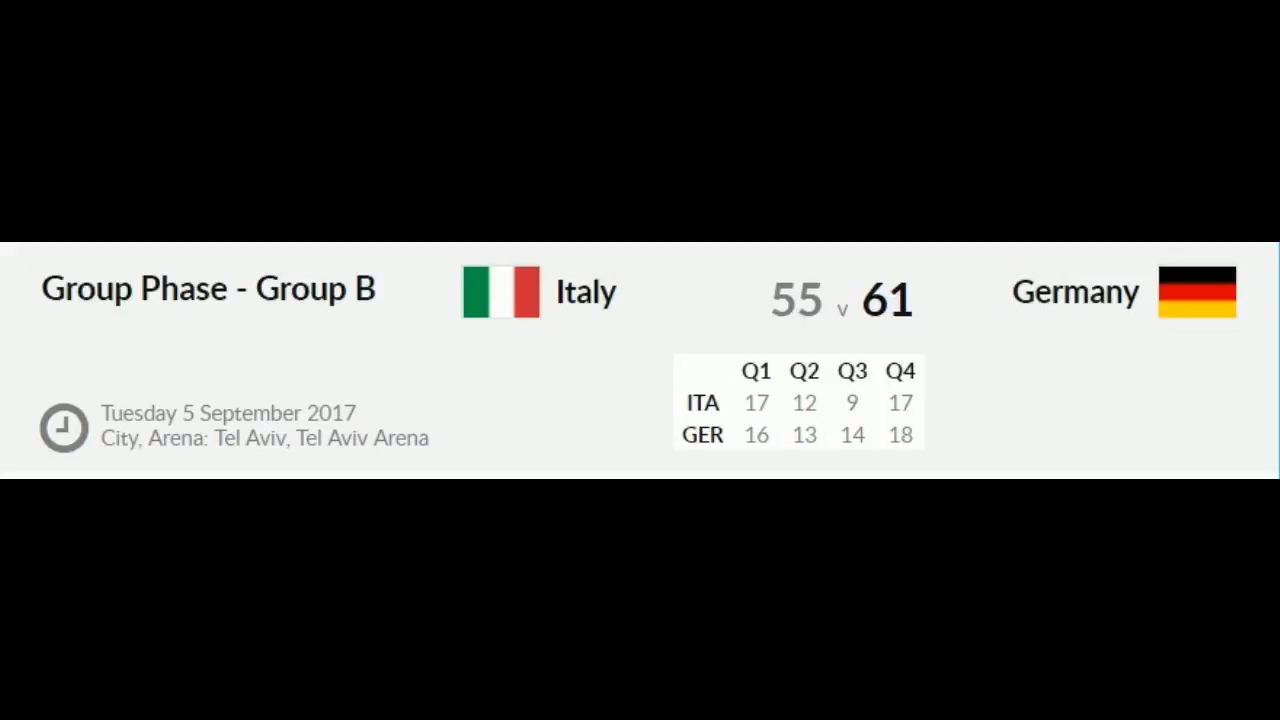 Group Phase - Group B
Italy
55 v 61
Germany
Q1 Q2 Q3 Q4
ITA 17 12 9 17
GER 16 13 14 18
Tuesday 5 September 2017
City, Arena: Tel Aviv, Tel Aviv Arena